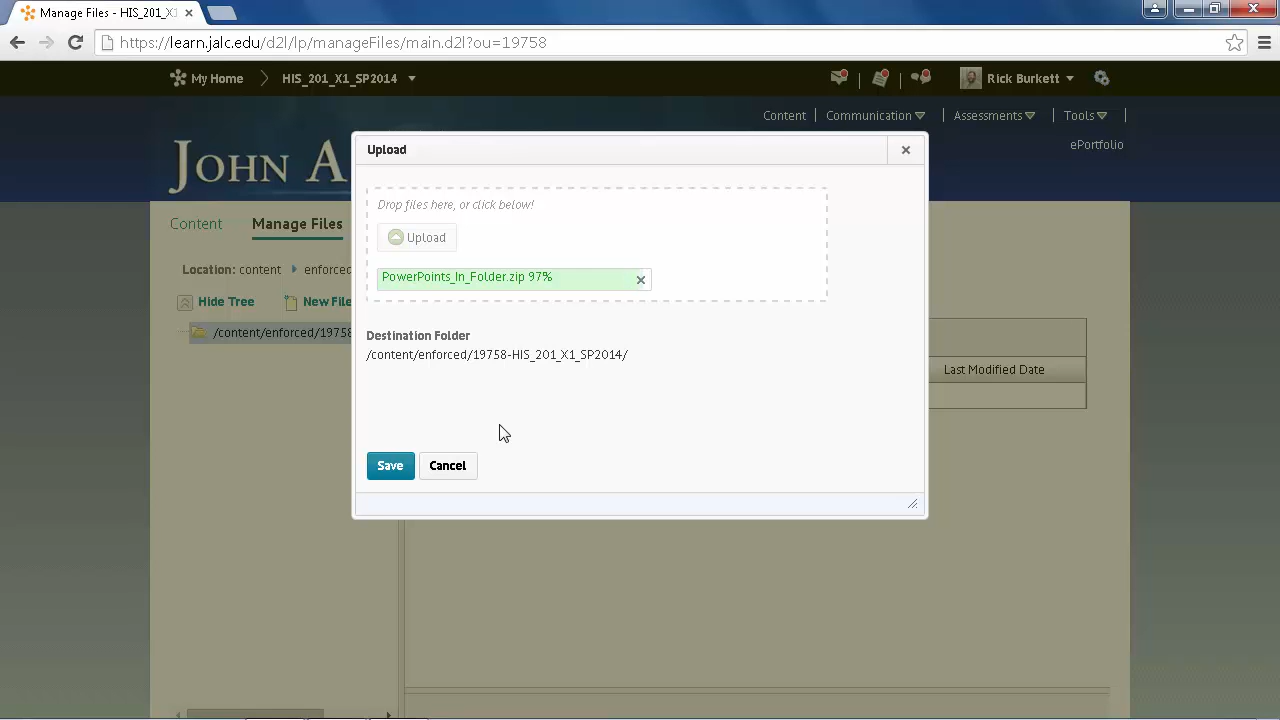 Manage Files - HIS_201_X1
https://learn.jalc.edu/d2l/lp/manageFiles/main.d2l?ou=19758
My Home HIS_201_X1_SP2014 Rick Burkett
Content Communication Assessments Tools
ePortfolio
JOHN A
Upload
Drop files here, or click below!
Upload
PowerPoints_In_Folder.zip 97%
Destination Folder
/content/enforced/19758-HIS_201_X1_SP2014/
Save Cancel
Content Manage Files
Location: content enforced
Hide Tree New File
/content/enforced/19758
Last Modified Date